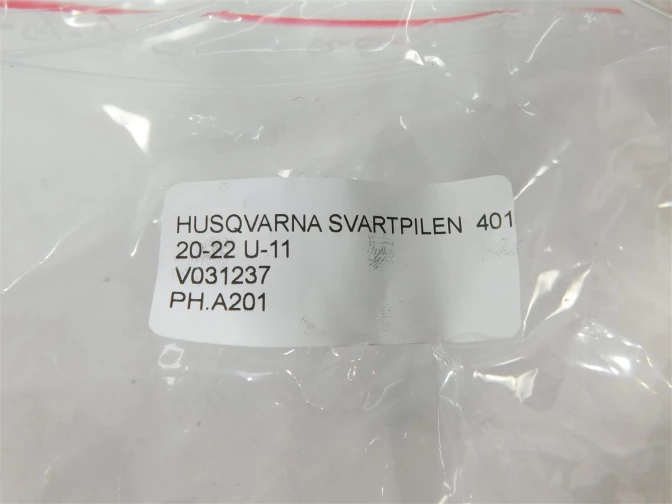 HUSQVARNA SVARTPILEN 401
20-22 U-11
V031237
PH.A201